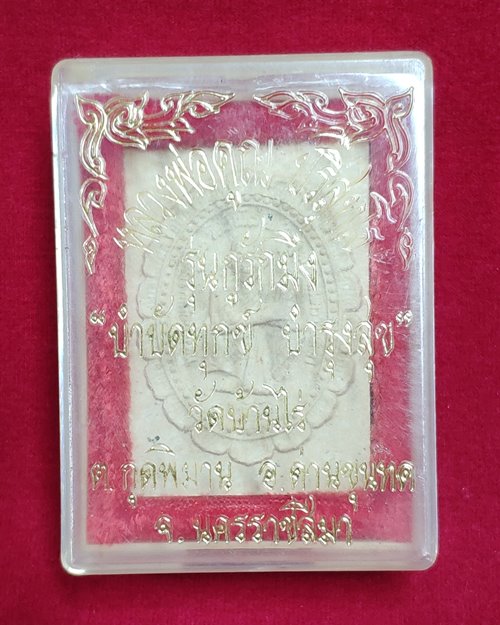 หลวงพ่อคูณ ปริสุทโธ
รุ่นกูรักมึง
"บำบัดทุกข์ บำรุงสุข"
วัดบ้านไร่
ต.กุดพิมาน อ.ด่านขุนทด
จ.นครราชสีมา